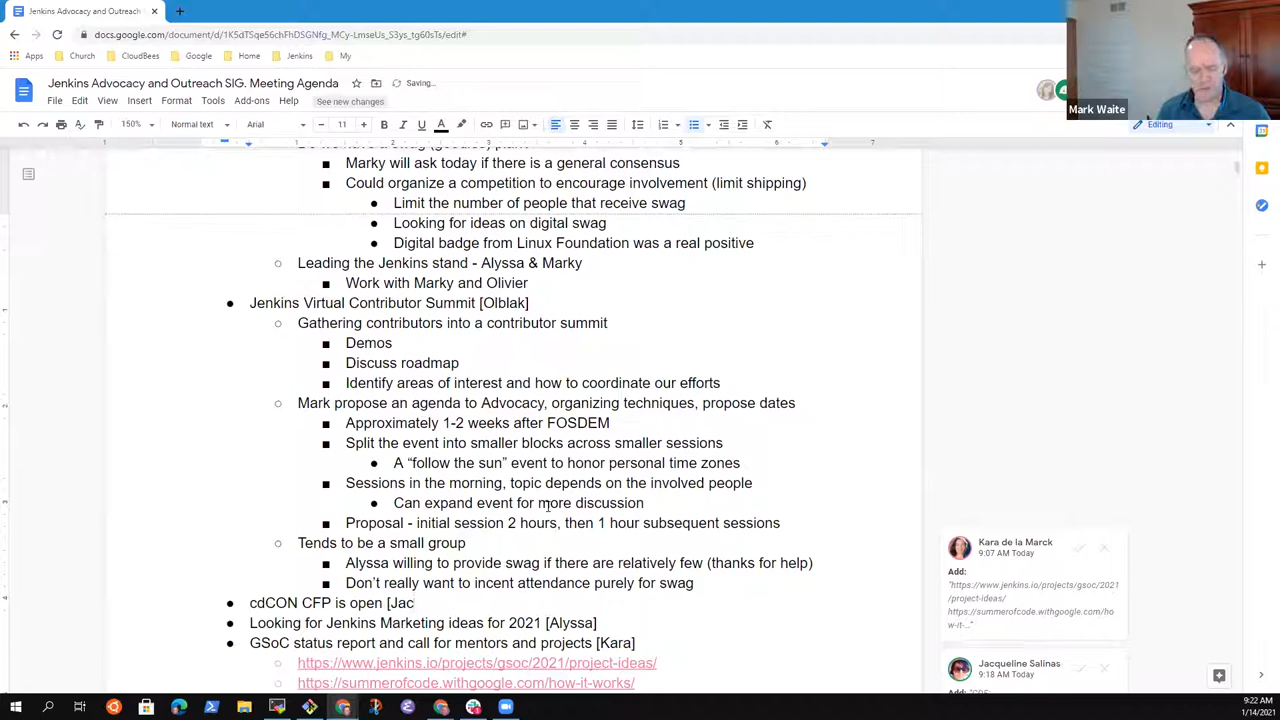 Jenkins Advocacy and Outreach
docs.google.com/document/d/1K5dTSqe56chFhDSGNfg_MCy-LmseUs_S3ys_tg60sTs/edit#
Apps Church CloudBees Google Home Jenkins My
Jenkins Advocacy and Outreach SIG. Meeting Agenda Saving...
File Edit View Insert Format Tools Add-ons Help See new changes
Mark Waite
150% Normal text Arial 11 Editing
1 1 2 3 4 5 6 7
Marky will ask today if there is a general consensus
Could organize a competition to encourage involvement (limit shipping)
Limit the number of people that receive swag
Looking for ideas on digital swag
Digital badge from Linux Foundation was a real positive
Leading the Jenkins stand - Alyssa & Marky
Work with Marky and Olivier
Jenkins Virtual Contributor Summit [Olblak]
Gathering contributors into a contributor summit
Demos
Discuss roadmap
Identify areas of interest and how to coordinate our efforts
Mark propose an agenda to Advocacy, organizing techniques, propose dates
Approximately 1-2 weeks after FOSDEM
Split the event into smaller blocks across smaller sessions
A “follow the sun” event to honor personal time zones
Sessions in the morning, topic depends on the involved people
Can expand event for more discussion
Proposal - initial session 2 hours, then 1 hour subsequent sessions
Tends to be a small group
Alyssa willing to provide swag if there are relatively few (thanks for help)
Don’t really want to incent attendance purely for swag
cdCON CFP is open [Jac
Looking for Jenkins Marketing ideas for 2021 [Alyssa]
GSoC status report and call for mentors and projects [Kara]
https://www.jenkins.io/projects/gsoc/2021/project-ideas/
https://summerofcode.withgoogle.com/how-it-works/
Kara de la Marck
9:07 AM Today
Add:
"https://www.jenkins.io/projects/gsoc/2021
/project-ideas/
https://summerofcode.withgoogle.com/ho
w-it-..."
Jacqueline Salinas
9:18 AM Today
9:22 AM
1/14/2021